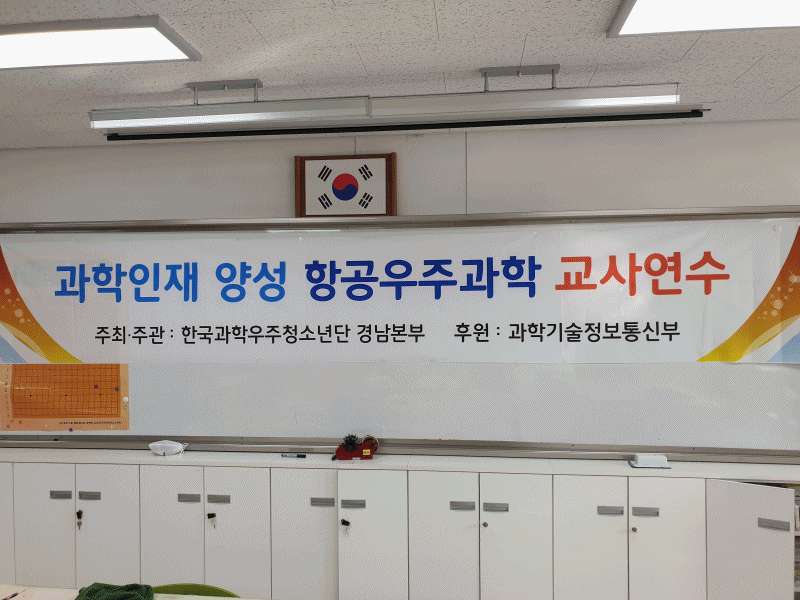 과학인재 양성 항공우주과학 교사연수
주최·주관 : 한국과학우주청소년단 경남본부 후원 : 과학기술정보통신부